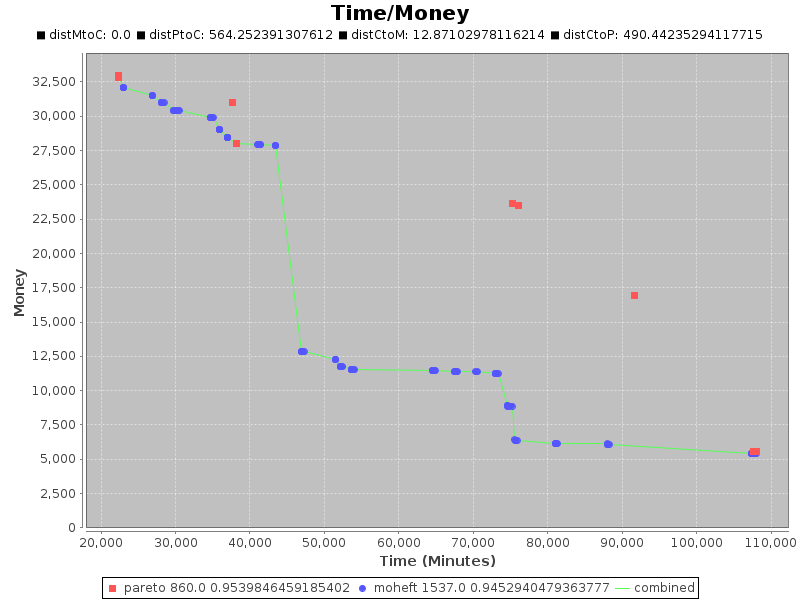 Time/Money
distMtoC: 0.0 distPtoC: 564.252391307612 distCtoM: 12.87102978116214 distCtoP: 490.44235294117715
Money
32,500
30,000
27,500
25,000
22,500
20,000
17,500
15,000
12,500
10,000
7,500
5,000
2,500
0
20,000 30,000 40,000 50,000 60,000 70,000 80,000 90,000 100,000 110,000
Time (Minutes)
pareto 860.0 0.9539846459185402 moheft 1537.0 0.9452940479363777 combined